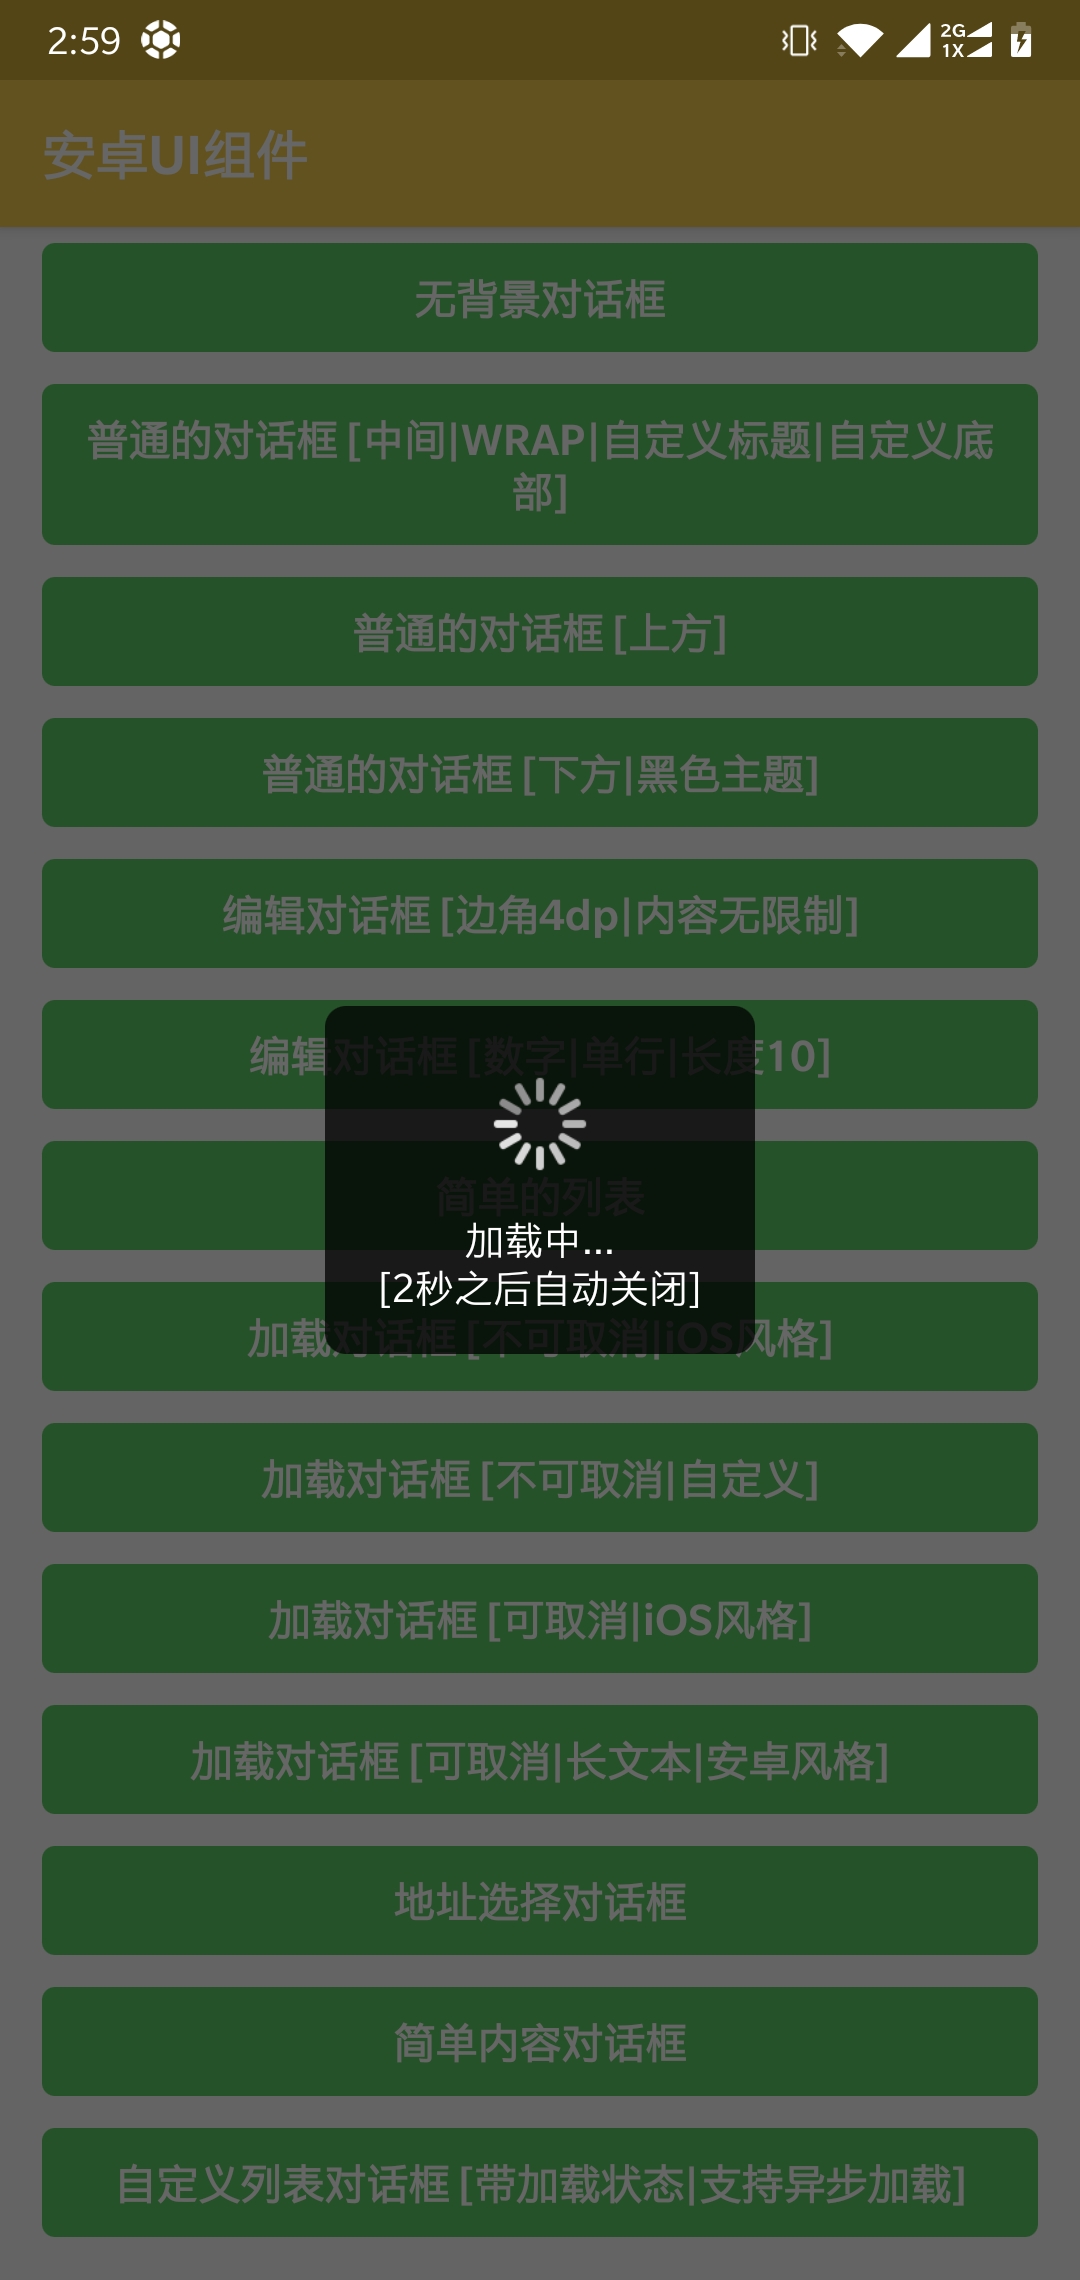 2:59
2G
1X
安卓UI组件
无背景对话框
普通的对话框 [中间|WRAP|自定义标题|自定义底
部]
普通的对话框 [上方]
普通的对话框 [下方|黑色主题]
编辑对话框 [边角4dp|内容无限制]
编辑对话框 [数字|单行|长度10]
简单的列表
加载中...
[2秒之后自动关闭]
加载对话框 [不可取消|iOS风格]
加载对话框 [不可取消|自定义]
加载对话框 [可取消|iOS风格]
加载对话框 [可取消|长文本|安卓风格]
地址选择对话框
简单内容对话框
自定义列表对话框 [带加载状态|支持异步加载]